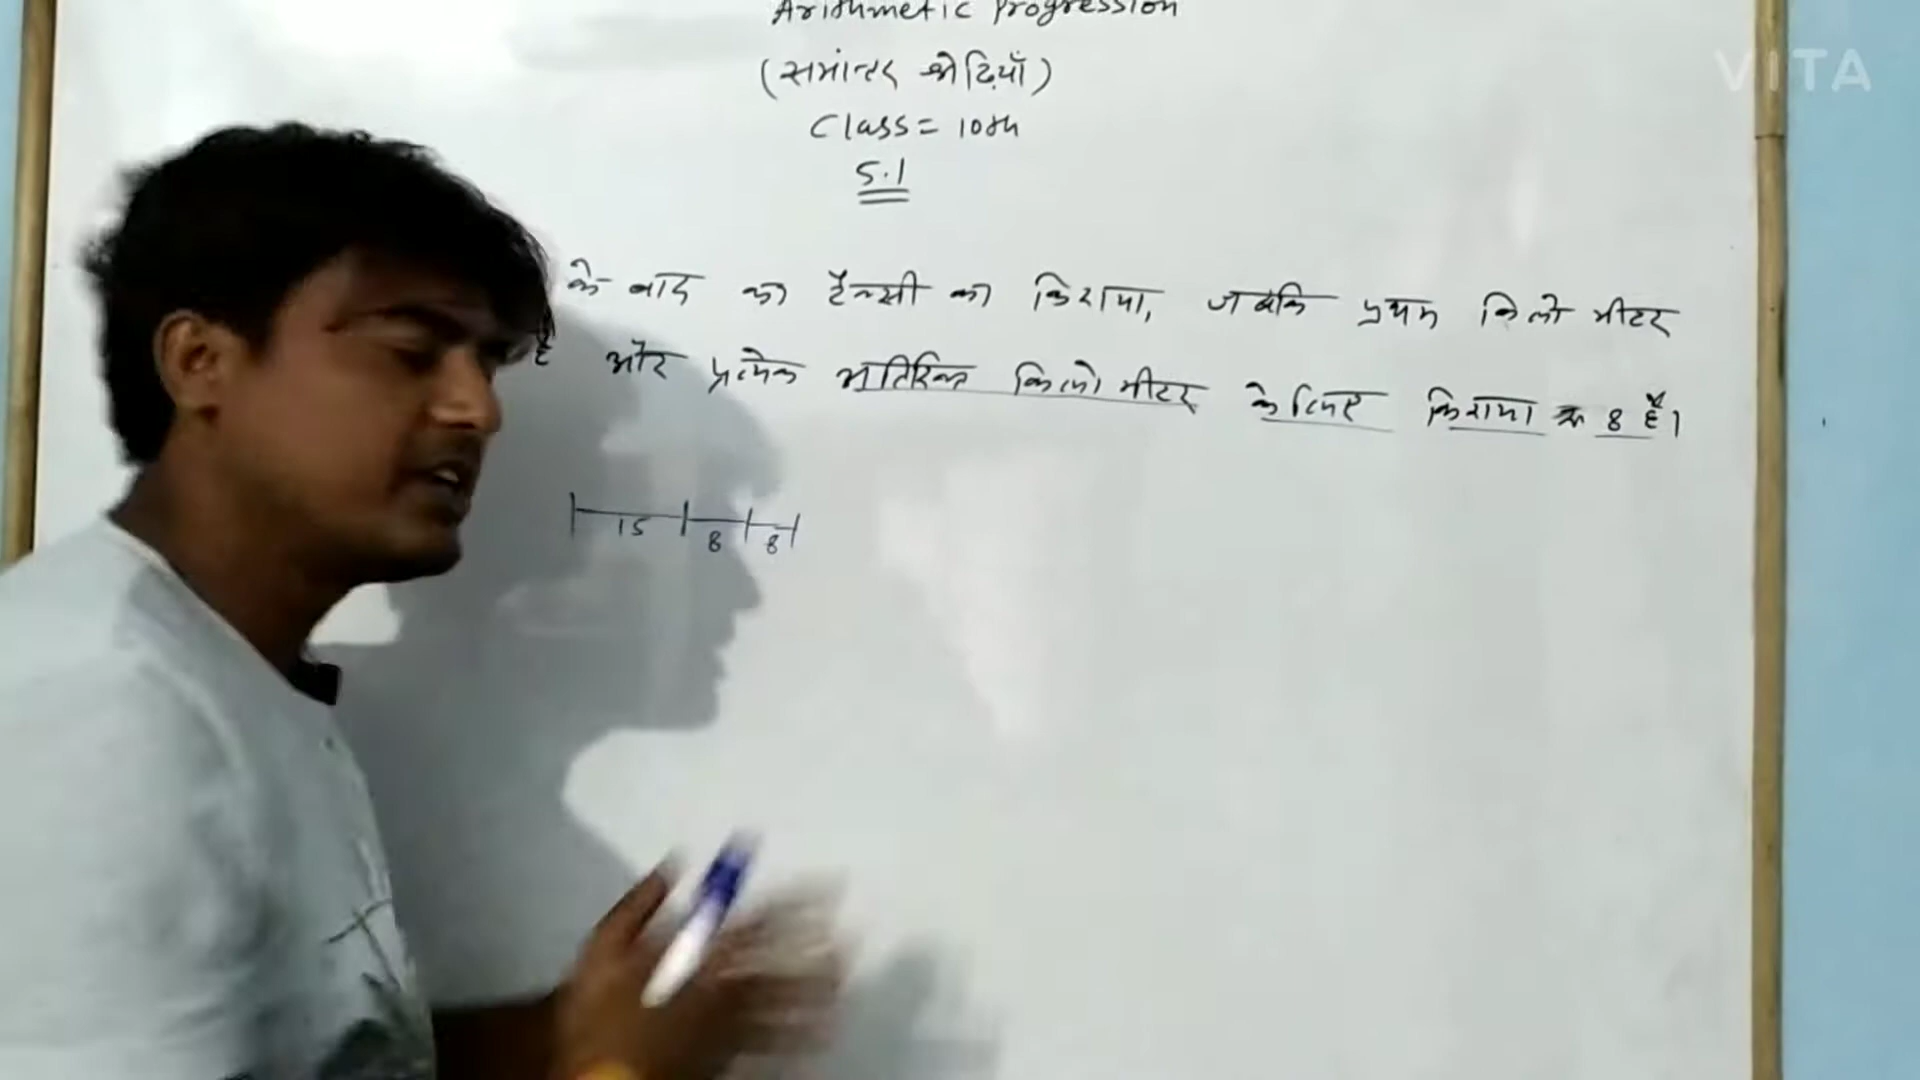 Arithmetic Progression
(समांतर श्रेढ़ियाँ)
Class = 10th
5.1
के बाद का टैक्सी का किराया, जबकि प्रथम किलो मीटर
है और प्रत्येक अतिरिक्त किलो मीटर के लिए किराया रू 8 है।
15 8 8
VITA